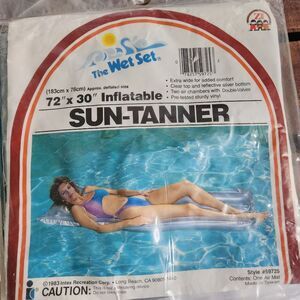 The WET SET®
(183cm x 76cm) Approx. deflated size
72" x 30" Inflatable
SUN-TANNER
• Extra wide for added comfort
• Clear top and reflective silver bottom
• Two air chambers with Double-Valves
• Pre-tested sturdy vinyl
©1983 Intex Recreation Corp. • Long Beach, CA 90801
CAUTION:
Style #59725
Contents: One Air Mat
Made in Taiwan